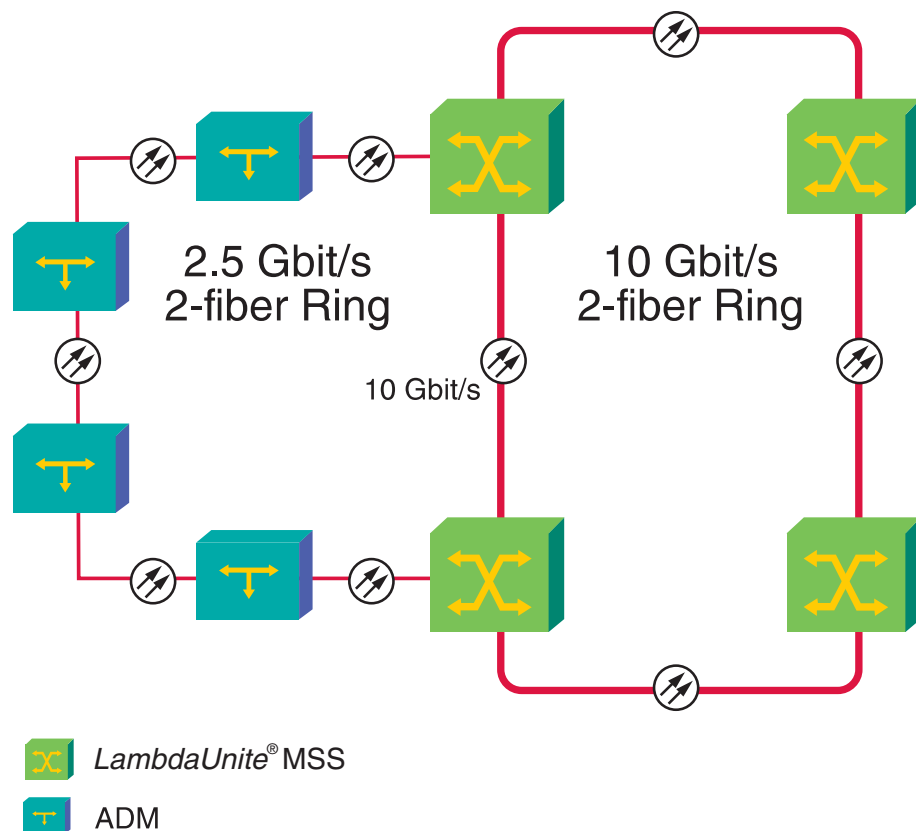 2.5 Gbit/s
2-fiber Ring
10 Gbit/s
2-fiber Ring
10 Gbit/s
LambdaUnite® MSS
ADM